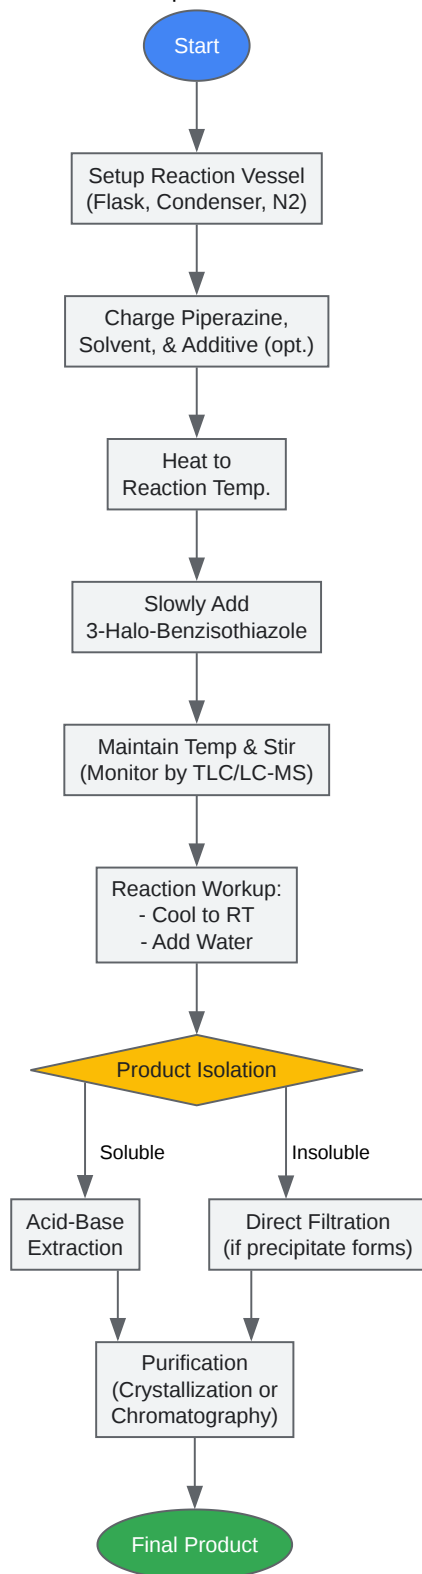 Start
Setup Reaction Vessel
(Flask, Condenser, N2)
Charge Piperazine,
Solvent, & Additive (opt.)
Heat to
Reaction Temp.
Slowly Add
3-Halo-Benzisothiazole
Maintain Temp & Stir
(Monitor by TLC/LC-MS)
Reaction Workup:
- Cool to RT
- Add Water
Product Isolation
Soluble
Insoluble
Acid-Base
Extraction
Direct Filtration
(if precipitate forms)
Purification
(Crystallization or
Chromatography)
Final Product